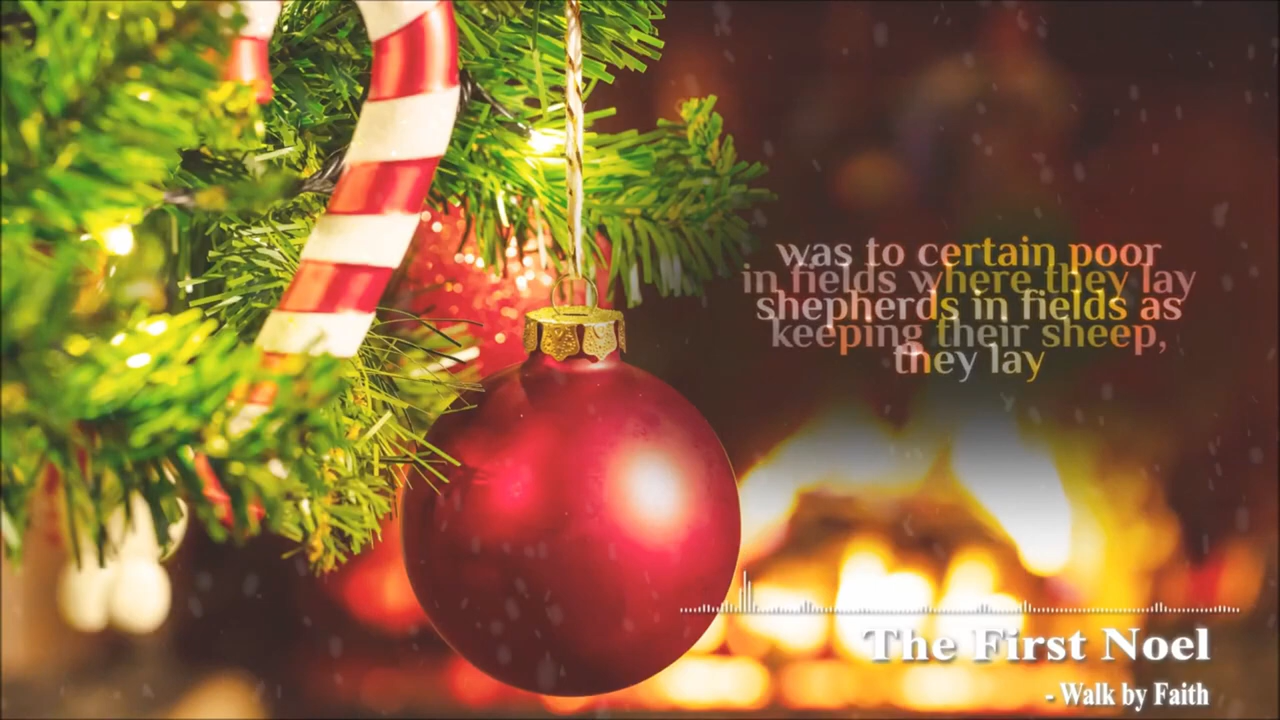 was to certain poor
in fields where they lay
shepherds in fields as
keeping their sheep,
they lay
The First Noel
- Walk by Faith